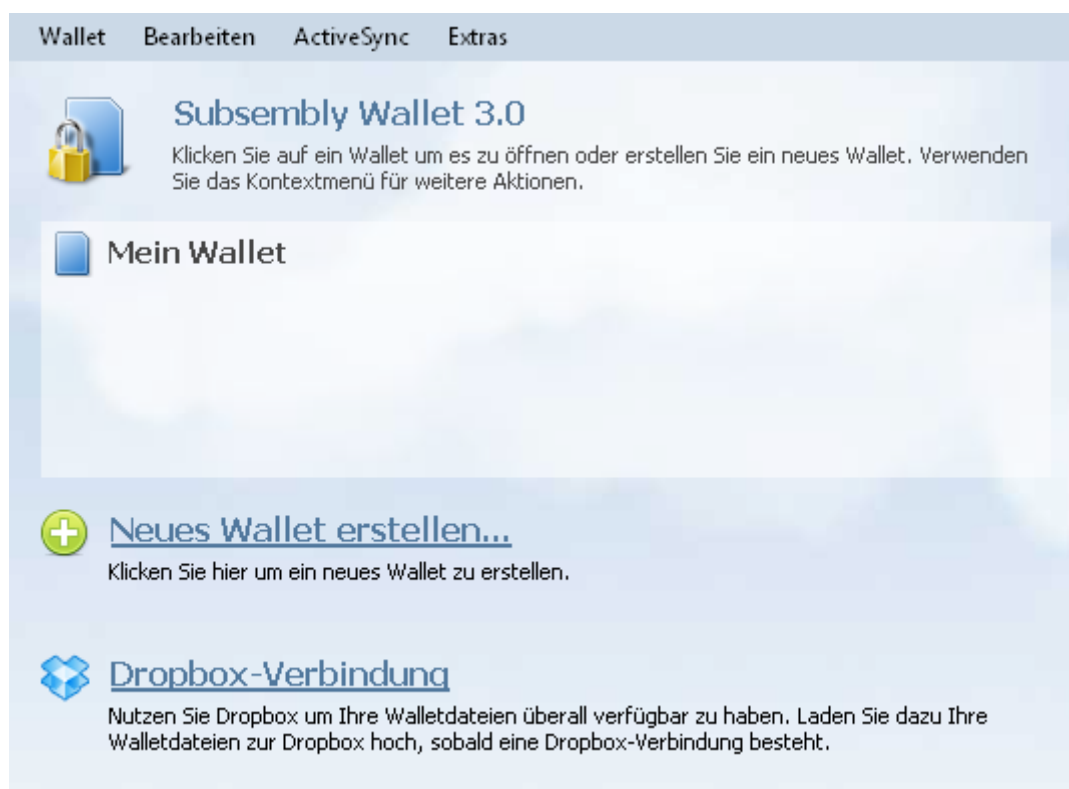 Wallet Bearbeiten ActiveSync Extras
Subsembly Wallet 3.0
Klicken Sie auf ein Wallet um es zu öffnen oder erstellen Sie ein neues Wallet. Verwenden
Sie das Kontextmenü für weitere Aktionen.
Mein Wallet
Neues Wallet erstellen...
Klicken Sie hier um ein neues Wallet zu erstellen.
Dropbox-Verbindung
Nutzen Sie Dropbox um Ihre Walletdateien überall verfügbar zu haben. Laden Sie dazu Ihre
Walletdateien zur Dropbox hoch, sobald eine Dropbox-Verbindung besteht.